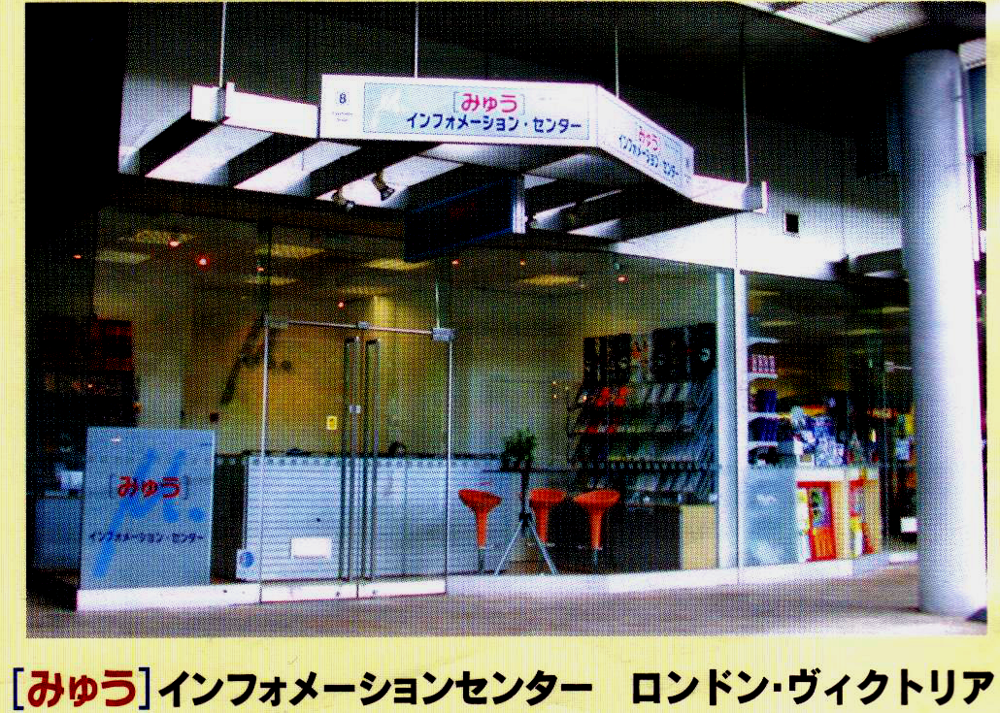 8
[みゅう]
インフォメーション・センター
みゅう
インフォメーション・センター
[みゅう]
インフォメーション・センター
[みゅう]インフォメーションセンター　ロンドン・ヴィクトリア